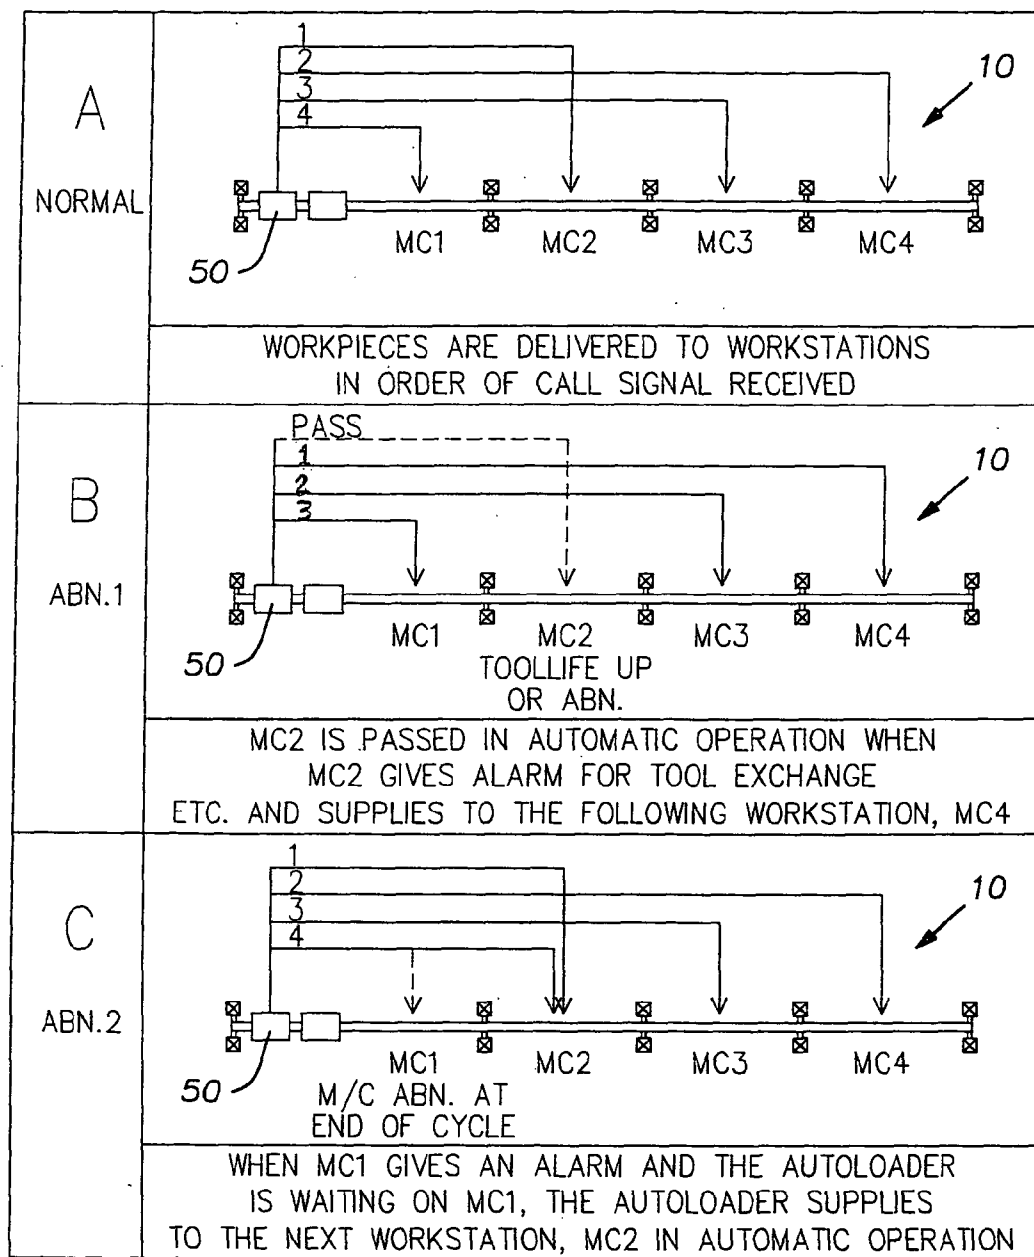 A
NORMAL
1
2
3
4
10
50
MC1 MC2 MC3 MC4
WORKPIECES ARE DELIVERED TO WORKSTATIONS
IN ORDER OF CALL SIGNAL RECEIVED
B
ABN.1
PASS
1
2
3
10
50
MC1 MC2 MC3 MC4
TOOLLIFE UP
OR ABN.
MC2 IS PASSED IN AUTOMATIC OPERATION WHEN
MC2 GIVES ALARM FOR TOOL EXCHANGE
ETC. AND SUPPLIES TO THE FOLLOWING WORKSTATION, MC4
C
ABN.2
1
2
3
4
10
50
MC1 MC2 MC3 MC4
M/C ABN. AT
END OF CYCLE
WHEN MC1 GIVES AN ALARM AND THE AUTOLOADER
IS WAITING ON MC1, THE AUTOLOADER SUPPLIES
TO THE NEXT WORKSTATION, MC2 IN AUTOMATIC OPERATION